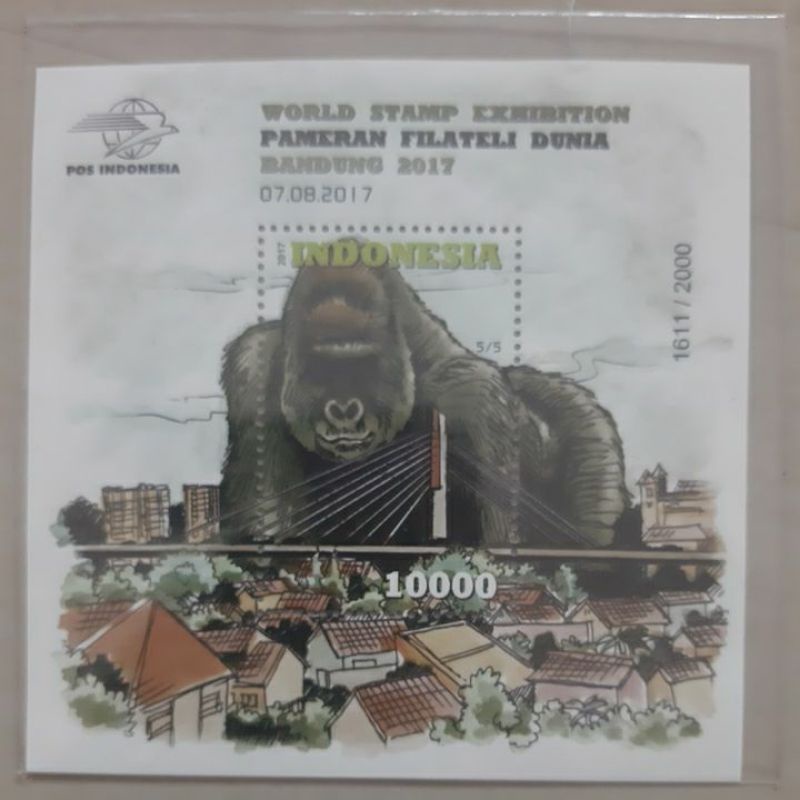 POS INDONESIA
WORLD STAMP EXHIBITION
PAMERAN FILATELI DUNIA
BANDUNG 2017
07.08.2017
2017
INDONESIA
5/5
1611 / 2000
10000